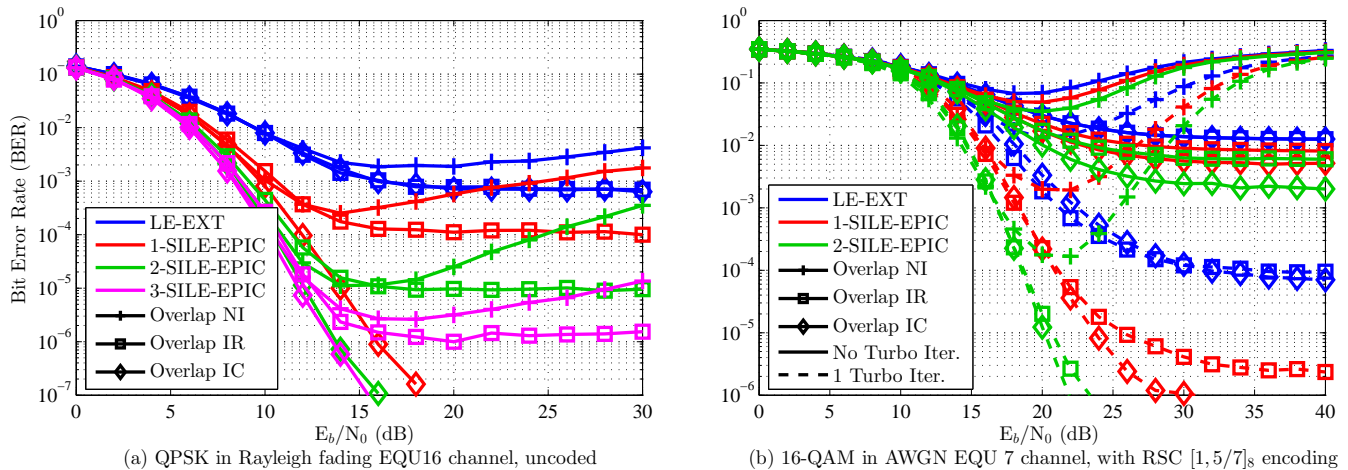 10^0
10^-1
10^-2
10^-3
10^-4
10^-5
10^-6
10^-7
Bit Error Rate (BER)
LE-EXT
1-SILE-EPIC
2-SILE-EPIC
3-SILE-EPIC
Overlap NI
Overlap IR
Overlap IC
0 5 10 15 20 25 30
E_b/N_0 (dB)
(a) QPSK in Rayleigh fading EQU16 channel, uncoded
10^0
10^-1
10^-2
10^-3
10^-4
10^-5
10^-6
LE-EXT
1-SILE-EPIC
2-SILE-EPIC
Overlap NI
Overlap IR
Overlap IC
No Turbo Iter.
1 Turbo Iter.
0 5 10 15 20 25 30 35 40
E_b/N_0 (dB)
(b) 16-QAM in AWGN EQU 7 channel, with RSC [1, 5/7]_8 encoding